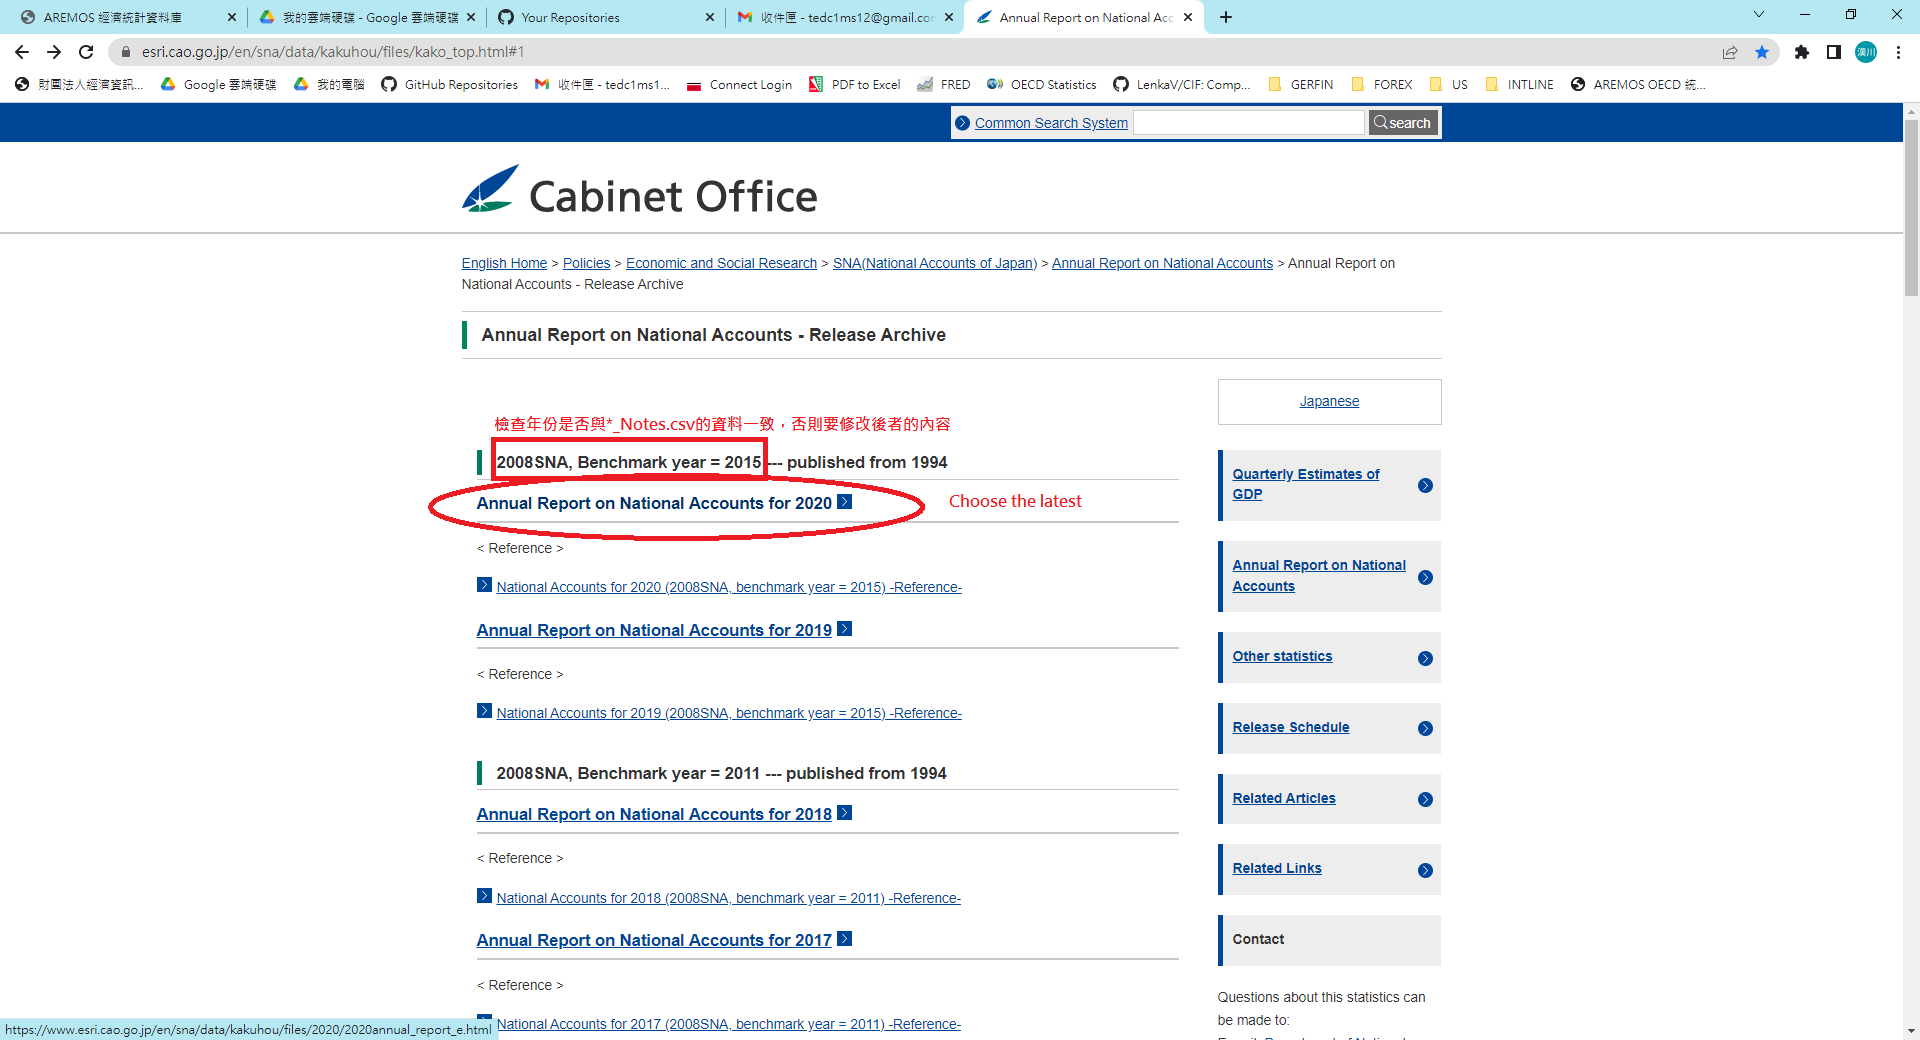 AREMOS 經濟統計資料庫
我的雲端硬碟 - Google 雲端硬碟
Your Repositories
收件匣 - tedc1ms12@gmail.cor
Annual Report on National Acc
esri.cao.go.jp/en/sna/data/kakuhou/files/kako_top.html#1
漢川
財團法人經濟資訊...
Google 雲端硬碟
我的電腦
GitHub Repositories
收件匣 - tedc1ms1...
Connect Login
PDF to Excel
FRED
OECD Statistics
LenkaV/CIF: Comp...
GERFIN
FOREX
US
INTLINE
AREMOS OECD 統...
Common Search System
search
Cabinet Office
English Home > Policies > Economic and Social Research > SNA(National Accounts of Japan) > Annual Report on National Accounts > Annual Report on
National Accounts - Release Archive
Annual Report on National Accounts - Release Archive
檢查年份是否與*_Notes.csv的資料一致，否則要修改後者的內容
2008SNA, Benchmark year = 2015 --- published from 1994
Annual Report on National Accounts for 2020
Choose the latest
< Reference >
National Accounts for 2020 (2008SNA, benchmark year = 2015) -Reference-
Annual Report on National Accounts for 2019
< Reference >
National Accounts for 2019 (2008SNA, benchmark year = 2015) -Reference-
2008SNA, Benchmark year = 2011 --- published from 1994
Annual Report on National Accounts for 2018
< Reference >
National Accounts for 2018 (2008SNA, benchmark year = 2011) -Reference-
Annual Report on National Accounts for 2017
< Reference >
National Accounts for 2017 (2008SNA, benchmark year = 2011) -Reference-
Japanese
Quarterly Estimates of
GDP
Annual Report on National
Accounts
Other statistics
Release Schedule
Related Articles
Related Links
Contact
Questions about this statistics can
be made to:
https://www.esri.cao.go.jp/en/sna/data/kakuhou/files/2020/2020annual_report_e.html